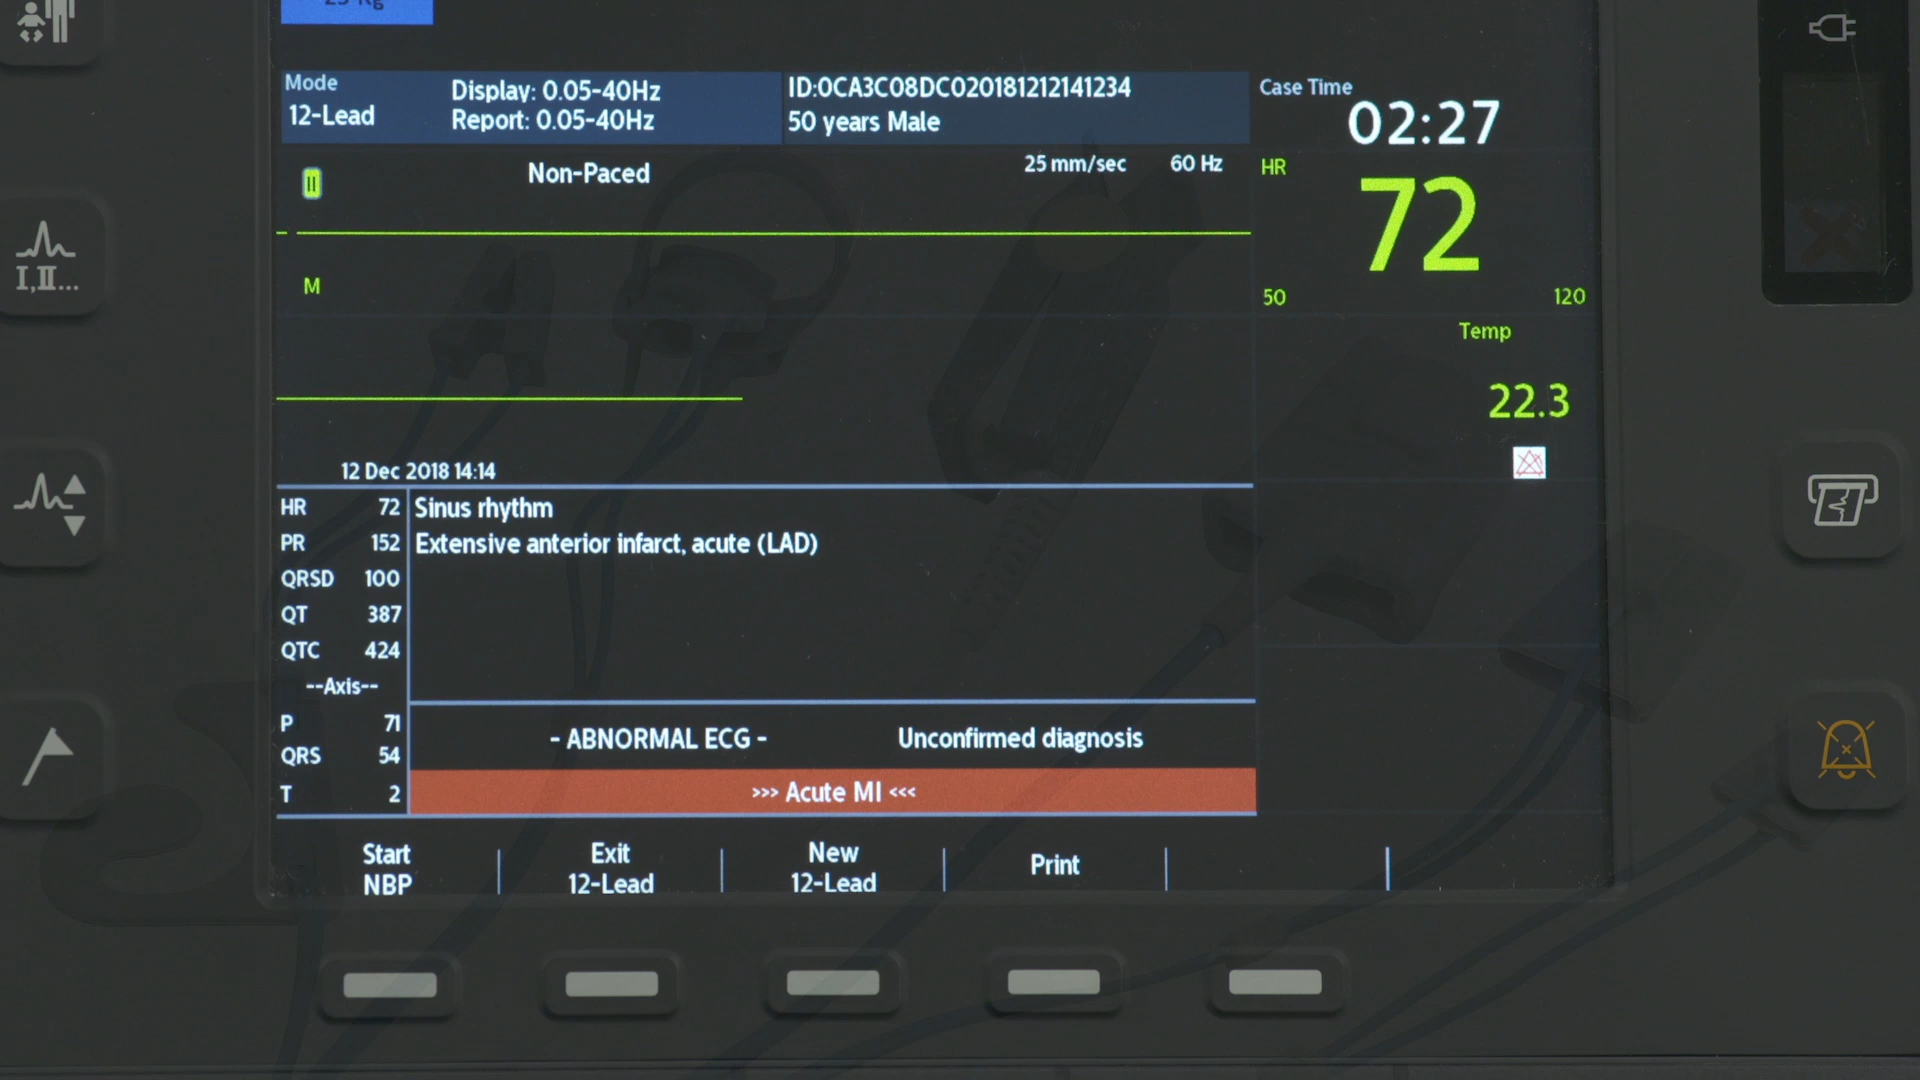 25 Kg
Mode
12-Lead
Display: 0.05-40Hz
Report: 0.05-40Hz
ID:0CA3C08DC020181212141234
50 years Male
Case Time
02:27
II
Non-Paced
25 mm/sec
60 Hz
HR
72
50
120
M
Temp
22.3
I,II...
12 Dec 2018 14:14
HR 72
PR 152
QRSD 100
QT 387
QTC 424
--Axis--
P 71
QRS 54
T 2
Sinus rhythm
Extensive anterior infarct, acute (LAD)
- ABNORMAL ECG -
Unconfirmed diagnosis
>>> Acute MI <<<
Start
NBP
Exit
12-Lead
New
12-Lead
Print